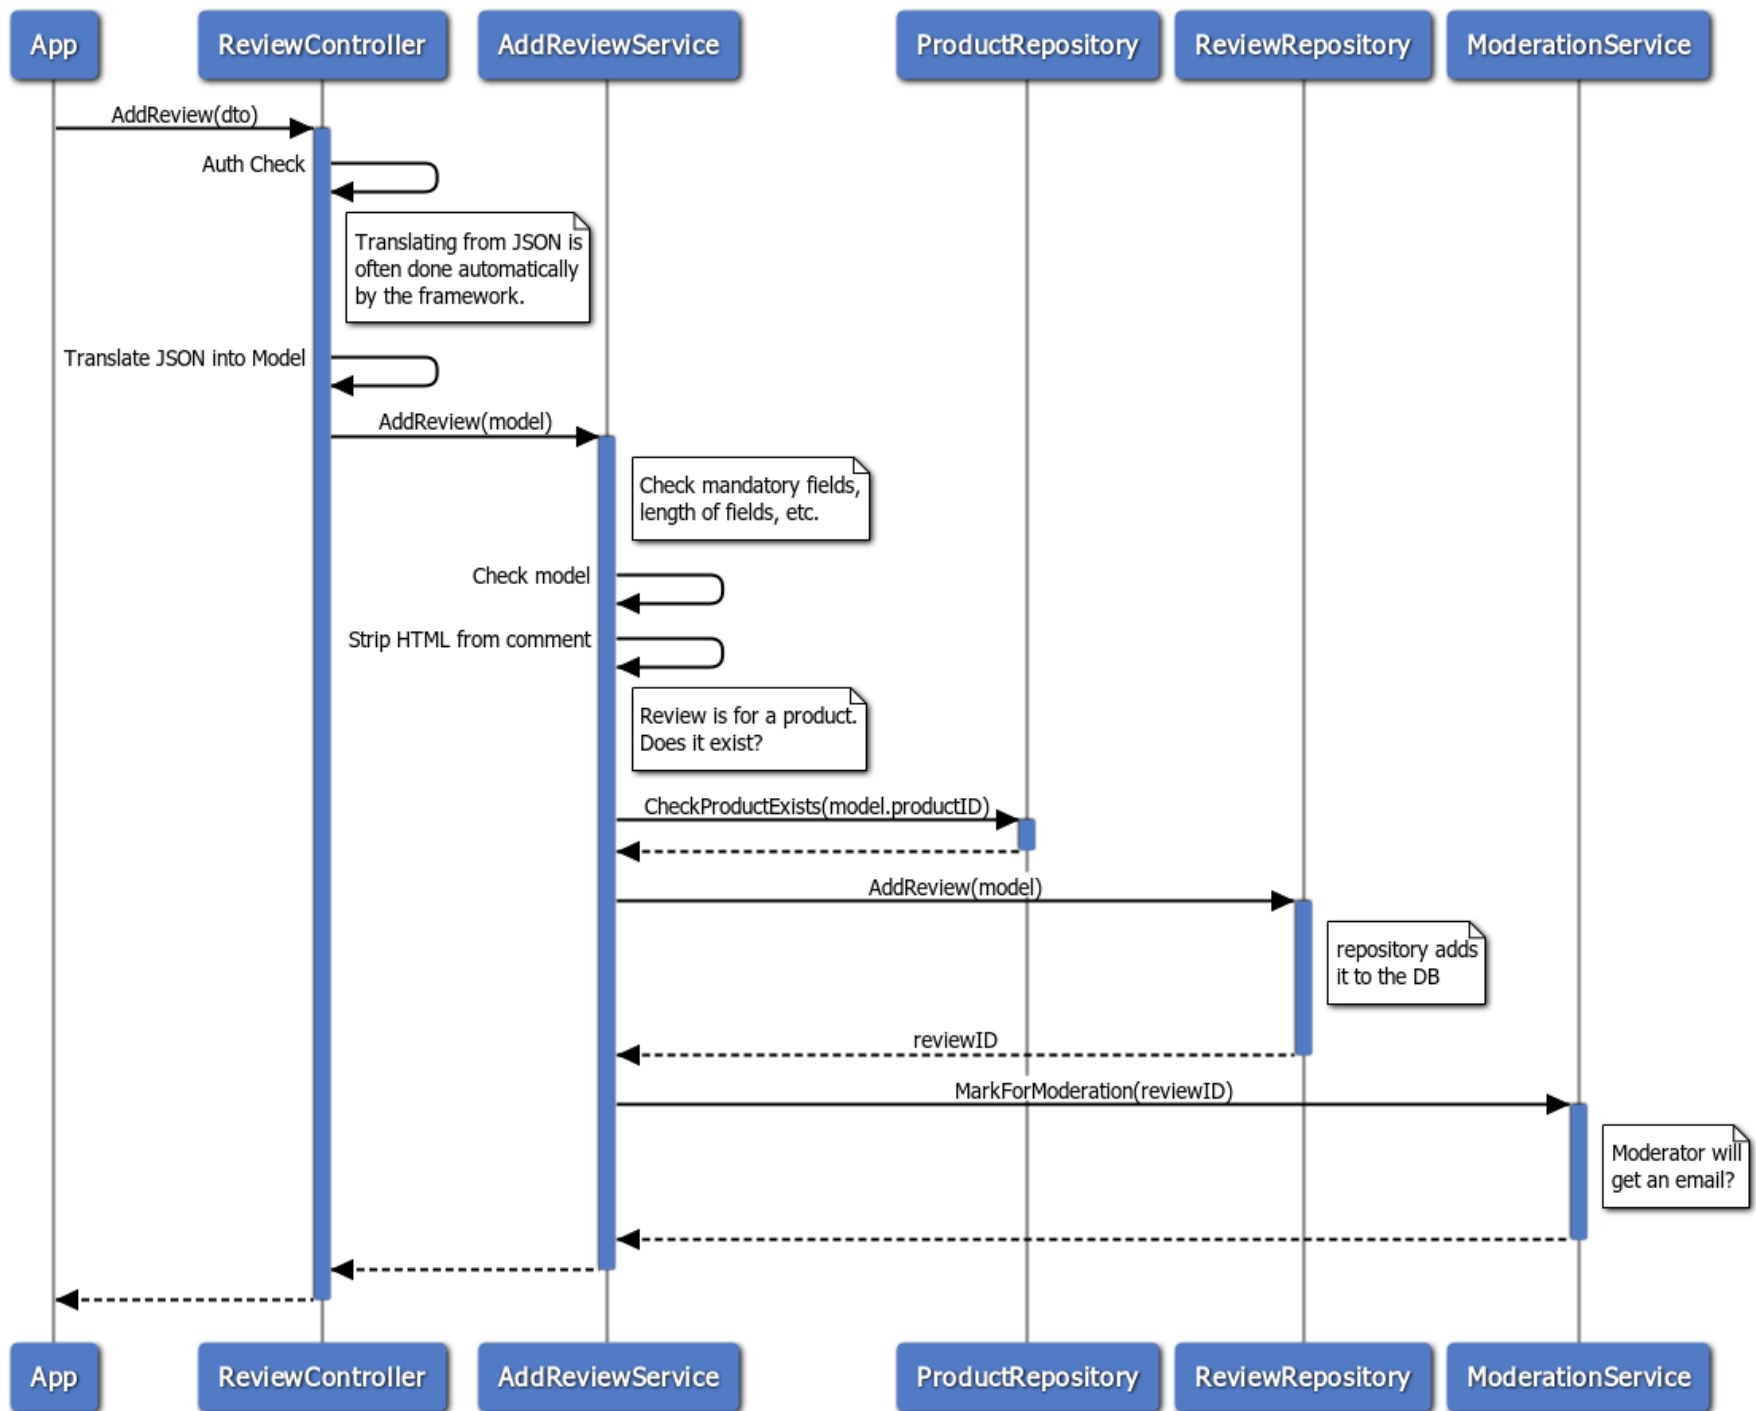 App
ReviewController
AddReviewService
ProductRepository
ReviewRepository
ModerationService
AddReview(dto)
Auth Check
Translating from JSON is
often done automatically
by the framework.
Translate JSON into Model
AddReview(model)
Check mandatory fields,
length of fields, etc.
Check model
Strip HTML from comment
Review is for a product.
Does it exist?
CheckProductExists(model.productID)
AddReview(model)
repository adds
it to the DB
reviewID
MarkForModeration(reviewID)
Moderator will
get an email?
App
ReviewController
AddReviewService
ProductRepository
ReviewRepository
ModerationService